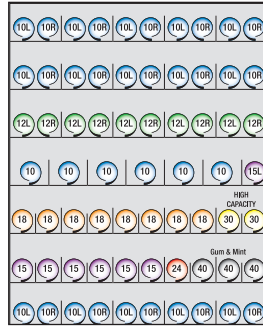 10L 10R 10L 10R 10L 10R 10L 10R 10L 10R
10L 10R 10L 10R 10L 10R 10L 10R 10L 10R
12L 12R 12L 12R 12L 12R 12L 12R 12L 12R
10 10 10 10 10 10 15L
HIGH
CAPACITY
18 18 18 18 18 18 18 18 30 30
Gum & Mint
15 15 15 15 15 15 24 40 40 40
10L 10R 10L 10R 10L 10R 10L 10R 10L 10R